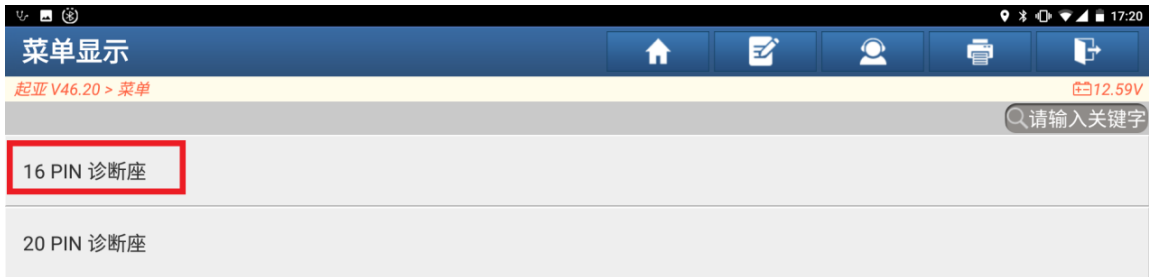 17:20
菜单显示
起亚 V46.20 > 菜单
12.59V
请输入关键字
16 PIN 诊断座
20 PIN 诊断座